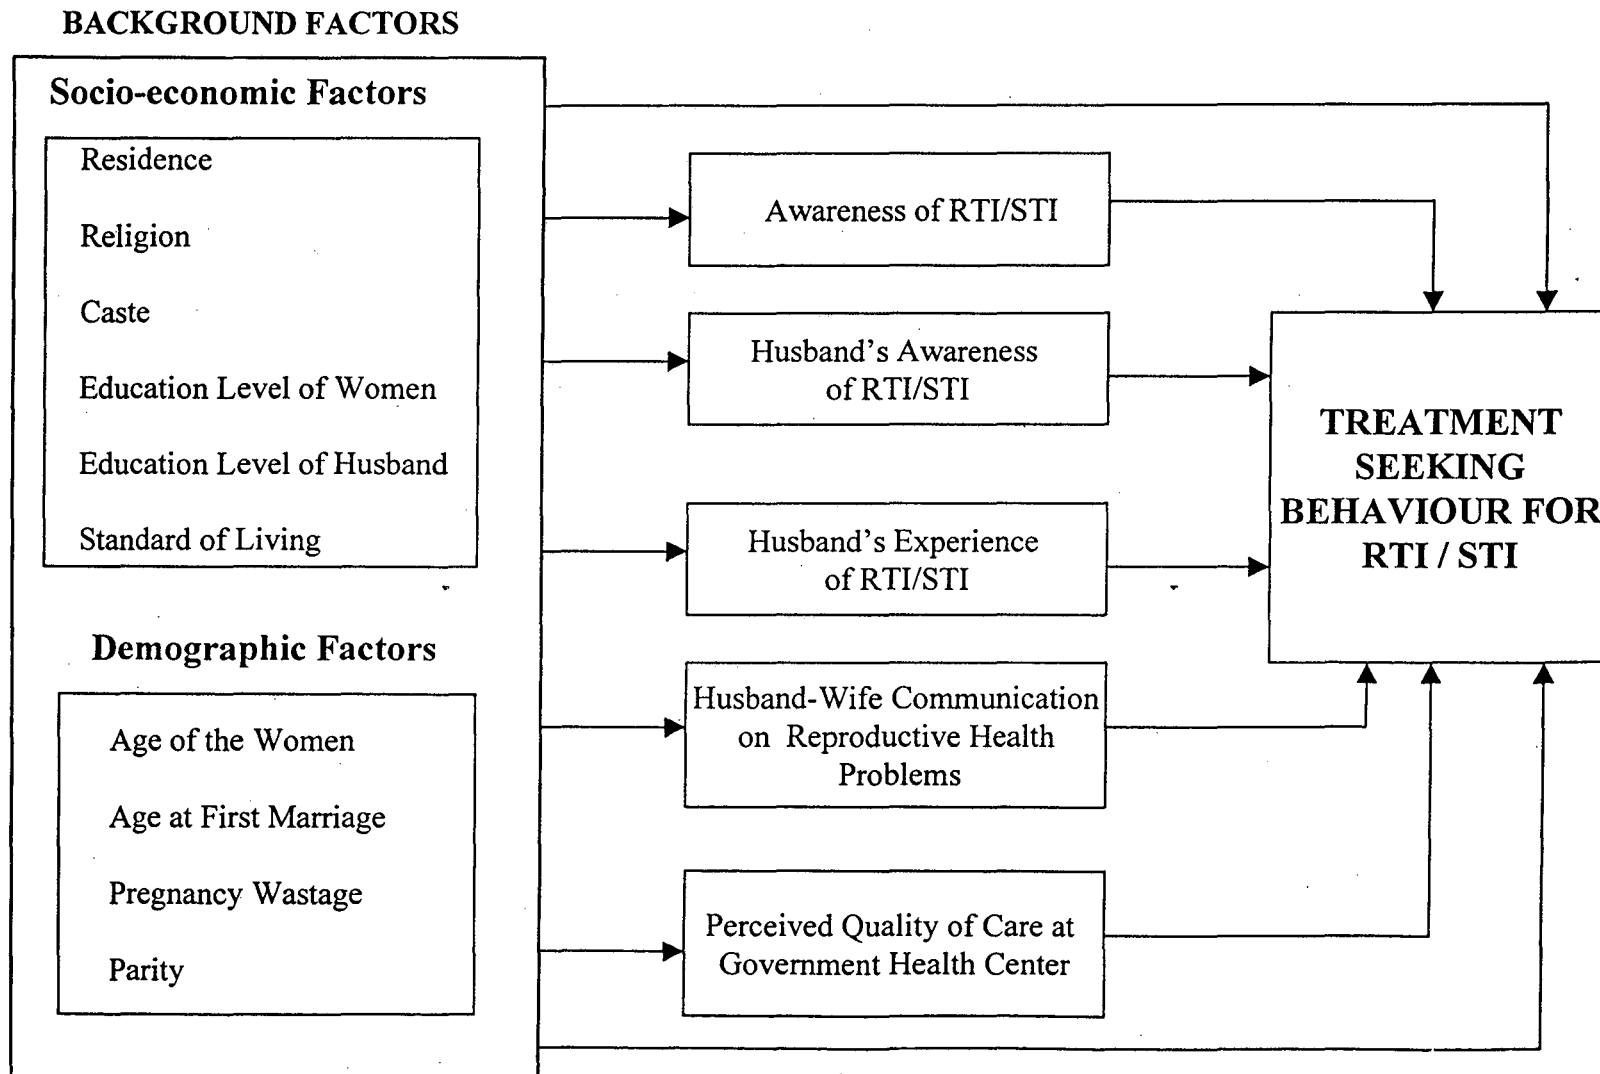 BACKGROUND FACTORS
Socio-economic Factors
Residence
Religion
Caste
Education Level of Women
Education Level of Husband
Standard of Living
Demographic Factors
Age of the Women
Age at First Marriage
Pregnancy Wastage
Parity
Awareness of RTI/STI
Husband's Awareness
of RTI/STI
Husband's Experience
of RTI/STI
Husband-Wife Communication
on Reproductive Health
Problems
Perceived Quality of Care at
Government Health Center
TREATMENT
SEEKING
BEHAVIOUR FOR
RTI / STI